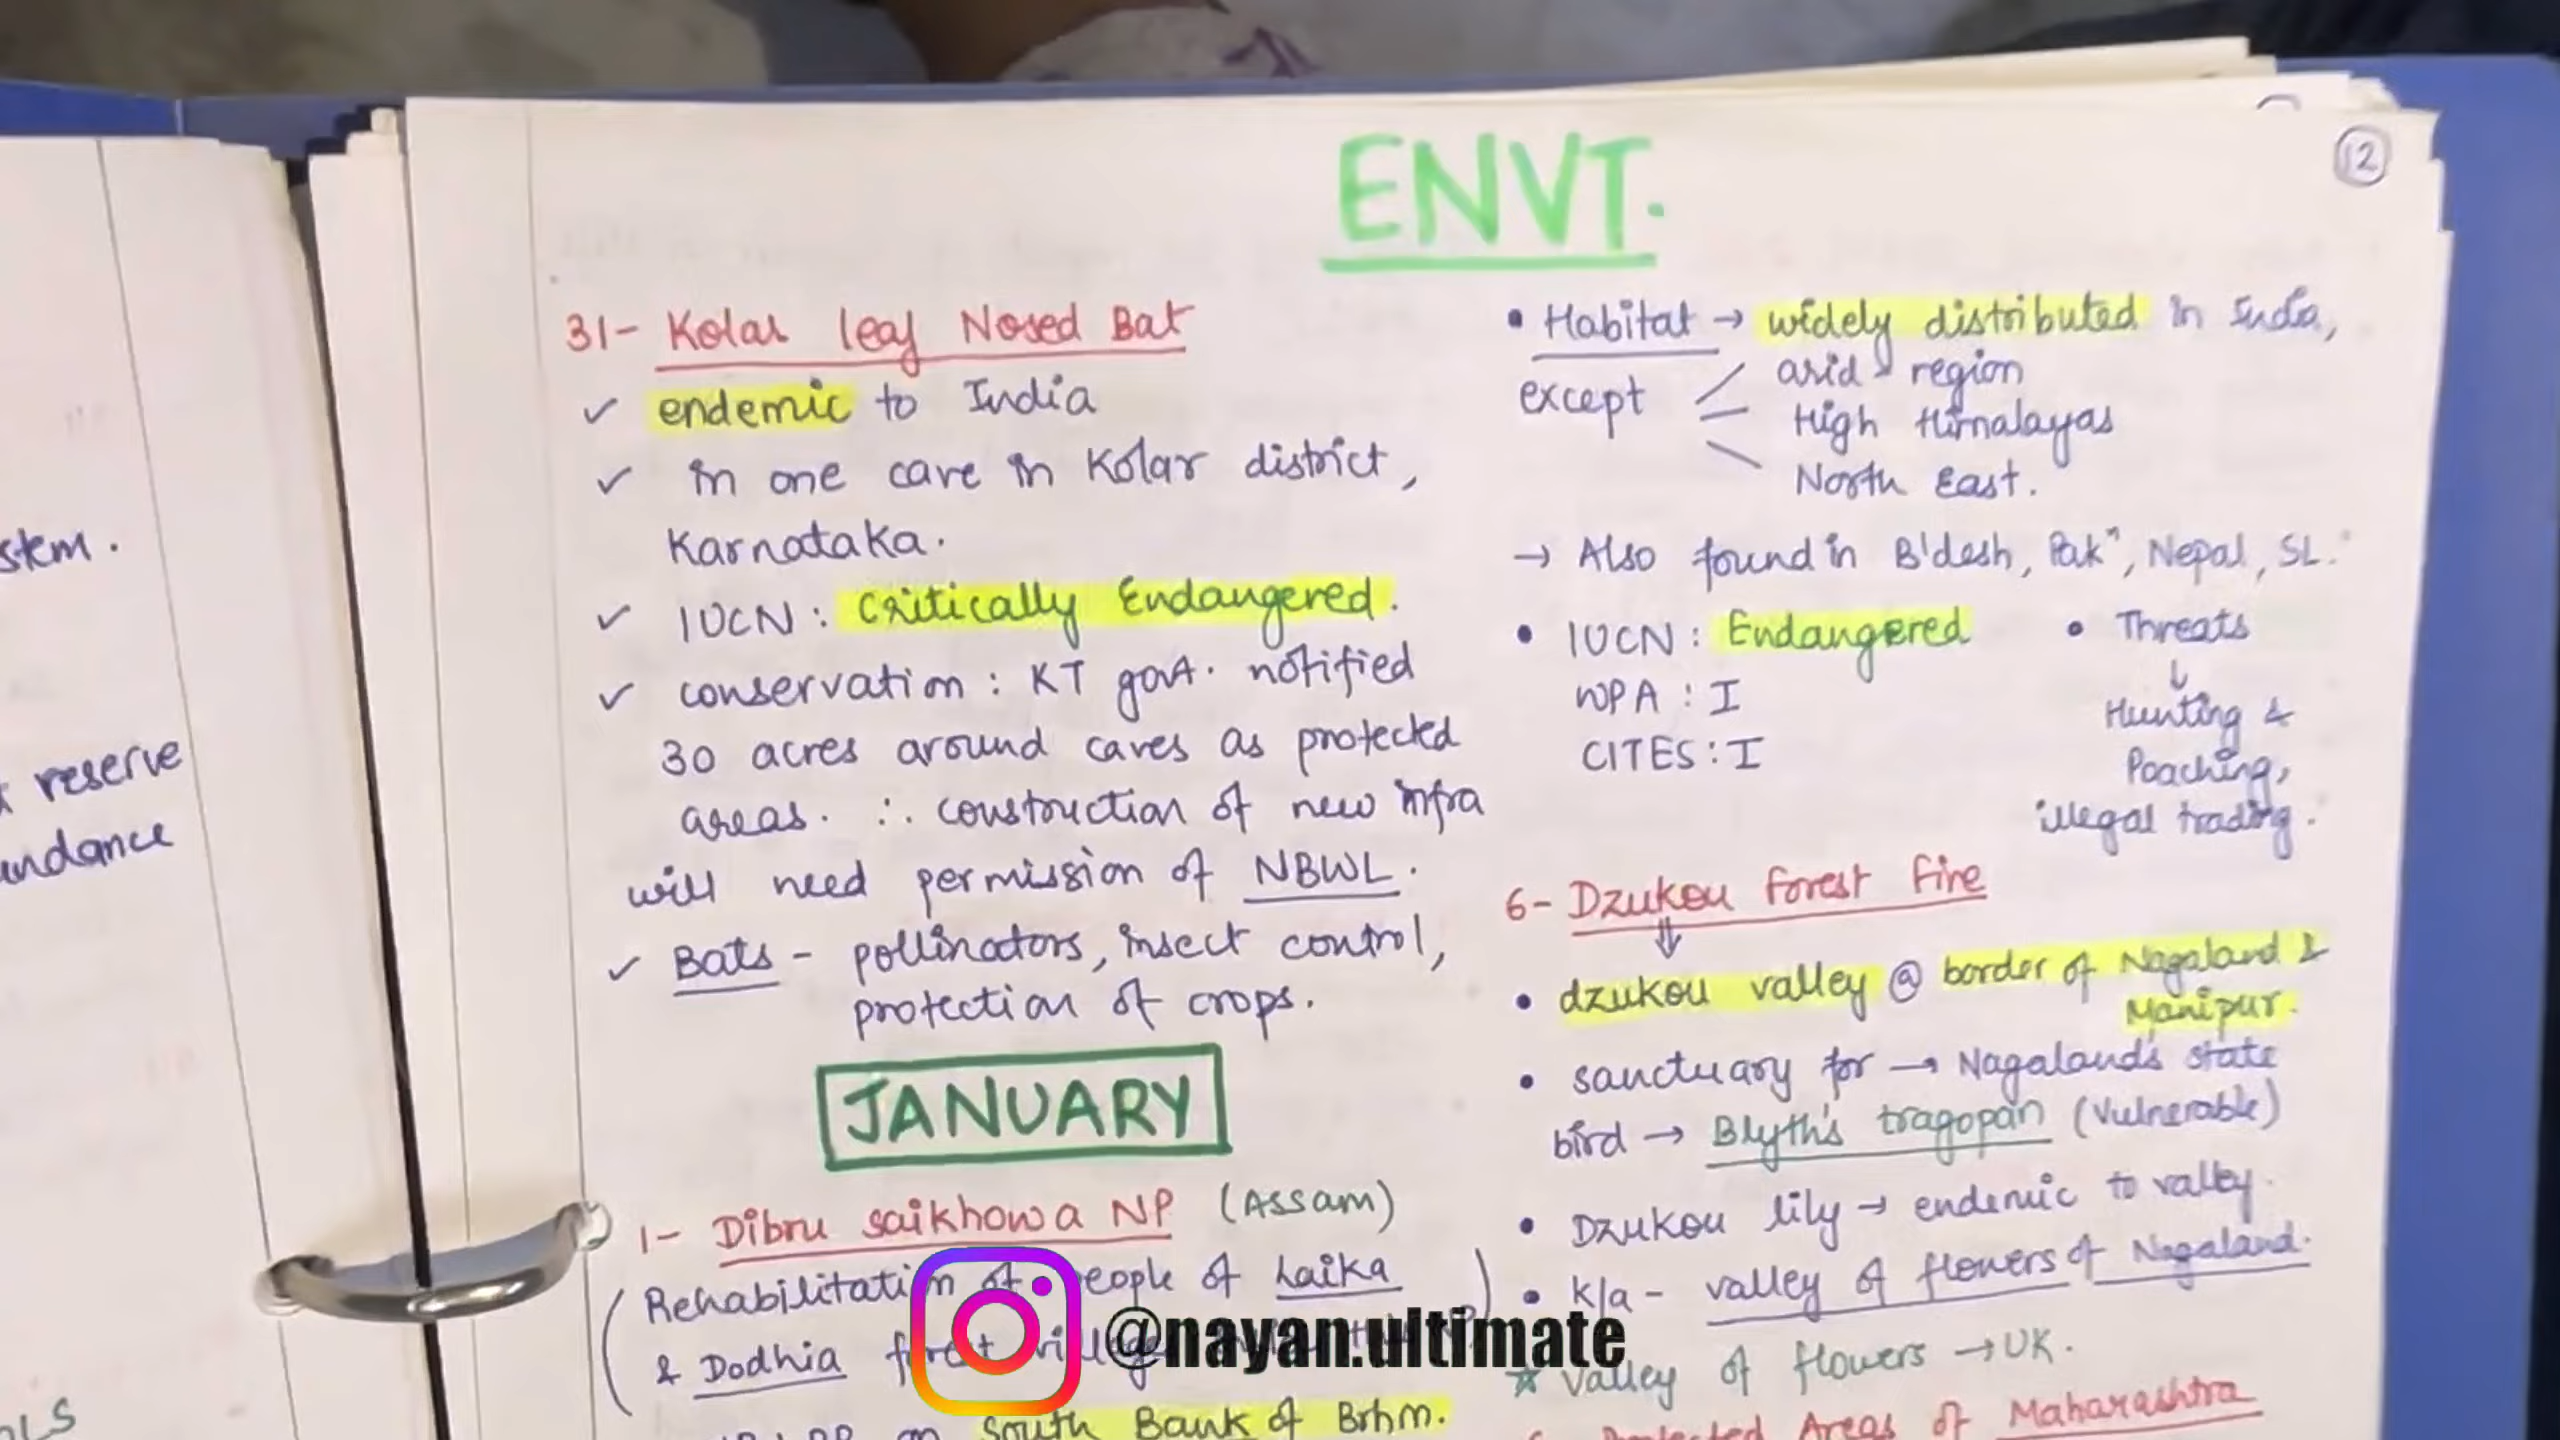 stem.
reserve
undance
ENVT.
12
31- Kolar leaf Nosed Bat
✓ endemic to India
✓ in one cave in Kolar district,
Karnataka.
✓ IUCN: Critically Endangered.
✓ conservation: KT govt. notified
30 acres around caves as protected
areas. ∴ construction of new infra
will need permission of NBWL.
✓ Bats - pollinators, insect control,
protection of crops.
JANUARY
1- Dibru saikhowa NP (Assam)
(Rehabilitation of people of Laika
& Dodhia forest village
on South Bank of Brhm.
• Habitat → widely distributed in India,
except arid region
High Himalayas
North East.
→ Also found in B'desh, Pakⁿ, Nepal, SL.
• IUCN: Endangered
WPA: I
CITES: I
• Threats
↓
Hunting &
Poaching,
illegal trading.
6- Dzukou forest fire
⇓
• dzukou valley @ border of Nagaland &
Manipur.
• sanctuary for → Nagaland's state
bird → Blyth's tragopan (Vulnerable)
• Dzukou lily → endemic to valley.
• k/a - valley of flowers of Nagaland.
☆ Valley of flowers → UK.
Protected Areas of Maharashtra
@nayan.ultimate